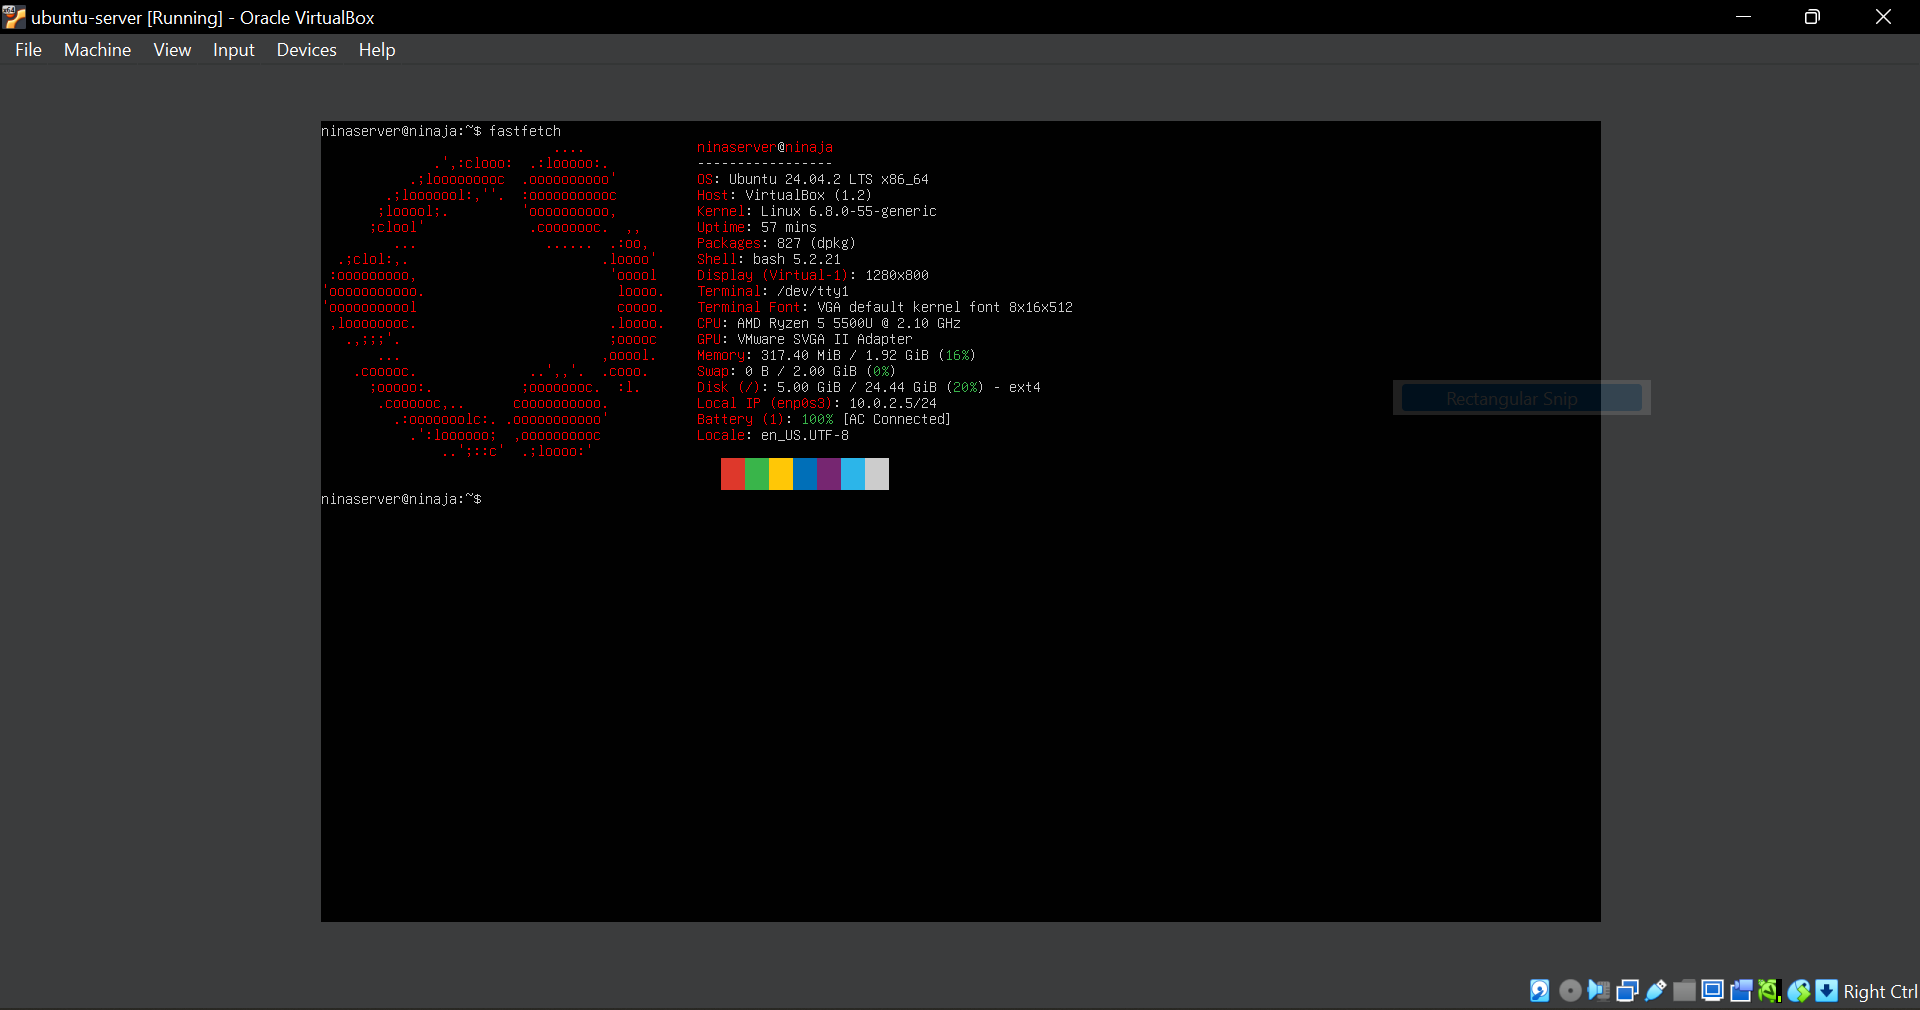 ubuntu-server [Running] - Oracle VirtualBox
File Machine View Input Devices Help
ninaserver@ninaja:~$ fastfetch
ninaserver@ninaja
-----------------
OS: Ubuntu 24.04.2 LTS x86_64
Host: VirtualBox (1.2)
Kernel: Linux 6.8.0-55-generic
Uptime: 57 mins
Packages: 827 (dpkg)
Shell: bash 5.2.21
Display (Virtual-1): 1280x800
Terminal: /dev/tty1
Terminal Font: VGA default kernel font 8x16x512
CPU: AMD Ryzen 5 5500U @ 2.10 GHz
GPU: VMware SVGA II Adapter
Memory: 317.40 MiB / 1.92 GiB (16%)
Swap: 0 B / 2.00 GiB (0%)
Disk (/): 5.00 GiB / 24.44 GiB (20%) - ext4
Local IP (enp0s3): 10.0.2.5/24
Battery (1): 100% [AC Connected]
Locale: en_US.UTF-8
ninaserver@ninaja:~$
Rectangular Snip
Right Ctrl